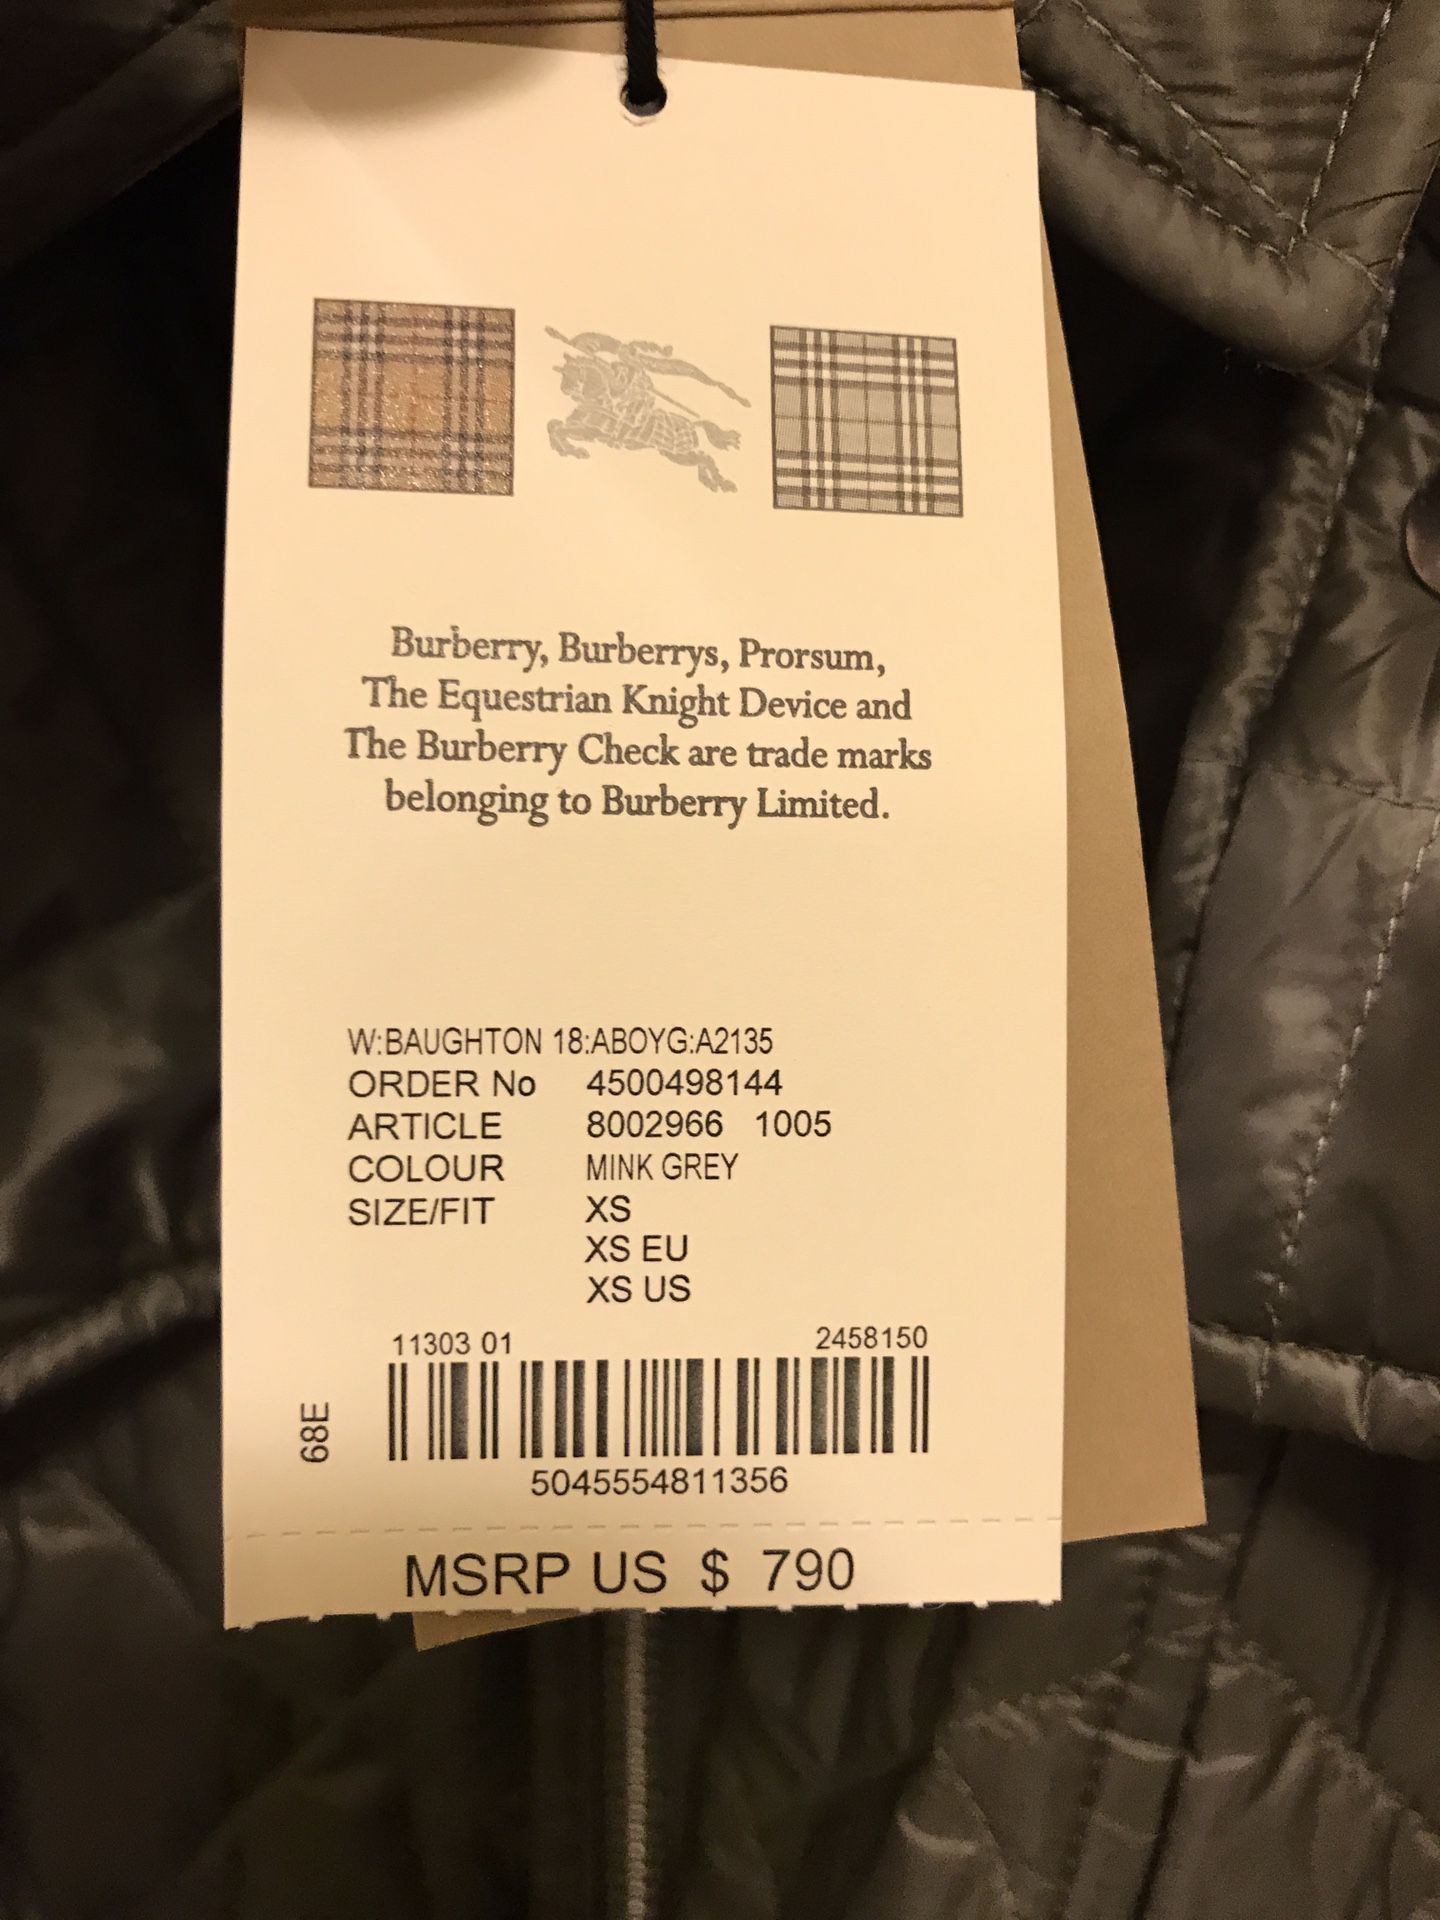 Burberry, Burberrys, Prorsum,
The Equestrian Knight Device and
The Burberry Check are trade marks
belonging to Burberry Limited.
W:BAUGHTON 18:ABOYG:A2135
ORDER No 4500498144
ARTICLE 8002966 1005
COLOUR MINK GREY
SIZE/FIT XS
XS EU
XS US
11303 01 2458150
68E
5045554811356
MSRP US $ 790